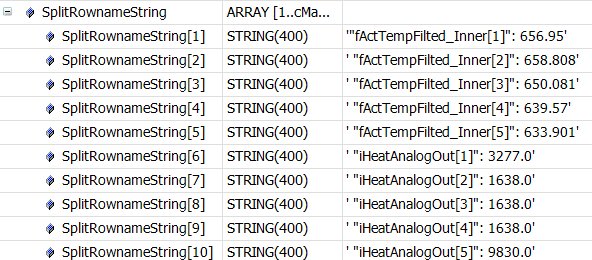 SplitRownameString ARRAY [1..cMa...
SplitRownameString[1] STRING(400) '"fActTempFilted_Inner[1]": 656.95'
SplitRownameString[2] STRING(400) ' "fActTempFilted_Inner[2]": 658.808'
SplitRownameString[3] STRING(400) ' "fActTempFilted_Inner[3]": 650.081'
SplitRownameString[4] STRING(400) ' "fActTempFilted_Inner[4]": 639.57'
SplitRownameString[5] STRING(400) ' "fActTempFilted_Inner[5]": 633.901'
SplitRownameString[6] STRING(400) ' "iHeatAnalogOut[1]": 3277.0'
SplitRownameString[7] STRING(400) ' "iHeatAnalogOut[2]": 1638.0'
SplitRownameString[8] STRING(400) ' "iHeatAnalogOut[3]": 1638.0'
SplitRownameString[9] STRING(400) ' "iHeatAnalogOut[4]": 1638.0'
SplitRownameString[10] STRING(400) ' "iHeatAnalogOut[5]": 9830.0'